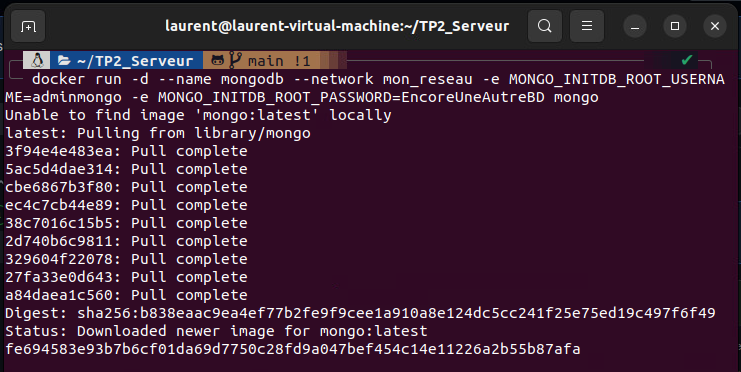 laurent@laurent-virtual-machine:~/TP2_Serveur
~/TP2_Serveur main !1 ✔
docker run -d --name mongodb --network mon_reseau -e MONGO_INITDB_ROOT_USERNA
ME=adminmongo -e MONGO_INITDB_ROOT_PASSWORD=EncoreUneAutreBD mongo
Unable to find image 'mongo:latest' locally
latest: Pulling from library/mongo
3f94e4e483ea: Pull complete
5ac5d4dae314: Pull complete
cbe6867b3f80: Pull complete
ec4c7cb44e89: Pull complete
38c7016c15b5: Pull complete
2d740b6c9811: Pull complete
329604f22078: Pull complete
27fa33e0d643: Pull complete
a84daea1c560: Pull complete
Digest: sha256:b838eaac9ea4ef77b2fe9f9cee1a910a8e124dc5cc241f25e75ed19c497f6f49
Status: Downloaded newer image for mongo:latest
fe694583e93b7b6cf01da69d7750c28fd9a047bef454c14e11226a2b55b87afa